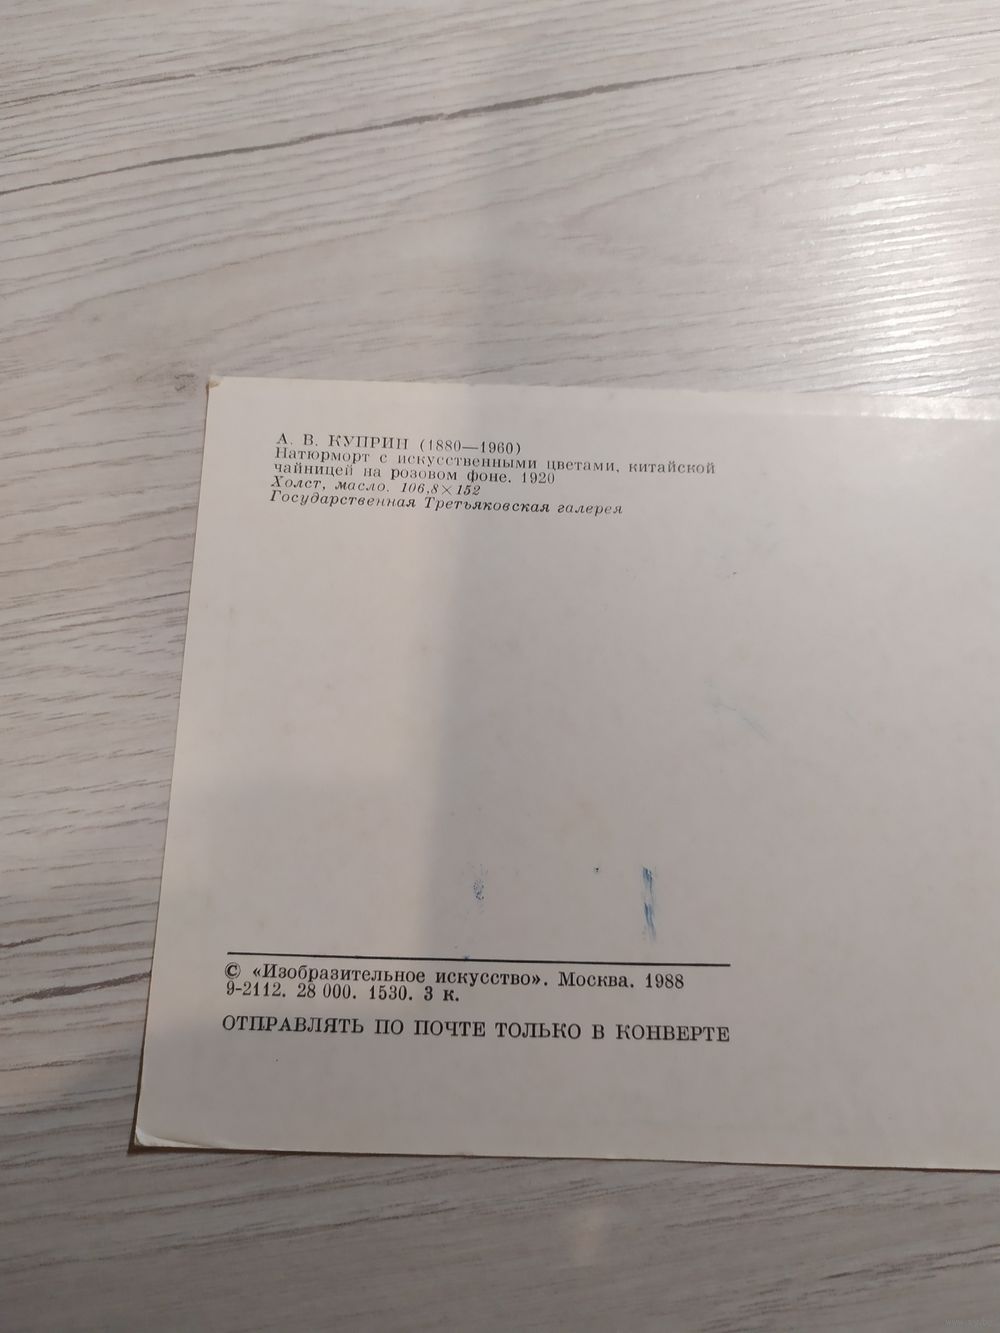 А. В. КУПРИН (1880—1960)
Натюрморт с искусственными цветами, китайской
чайницей на розовом фоне. 1920
Холст, масло. 106,8×152
Государственная Третьяковская галерея
© «Изобразительное искусство». Москва. 1988
9-2112. 28 000. 1530. 3 к.
ОТПРАВЛЯТЬ ПО ПОЧТЕ ТОЛЬКО В КОНВЕРТЕ